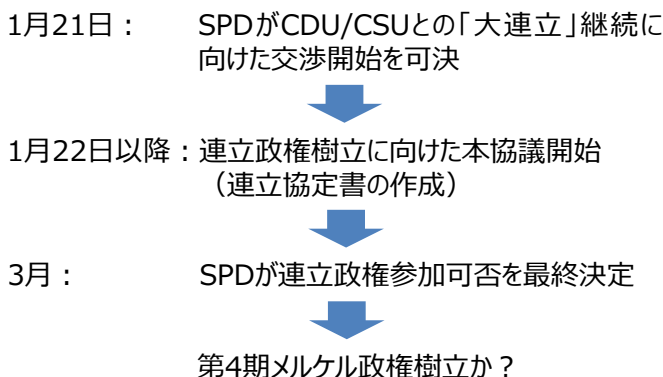 1月21日： SPDがCDU/CSUとの「大連立」継続に
向けた交渉開始を可決
1月22日以降：連立政権樹立に向けた本協議開始
（連立協定書の作成）
3月： SPDが連立政権参加可否を最終決定
第4期メルケル政権樹立か？